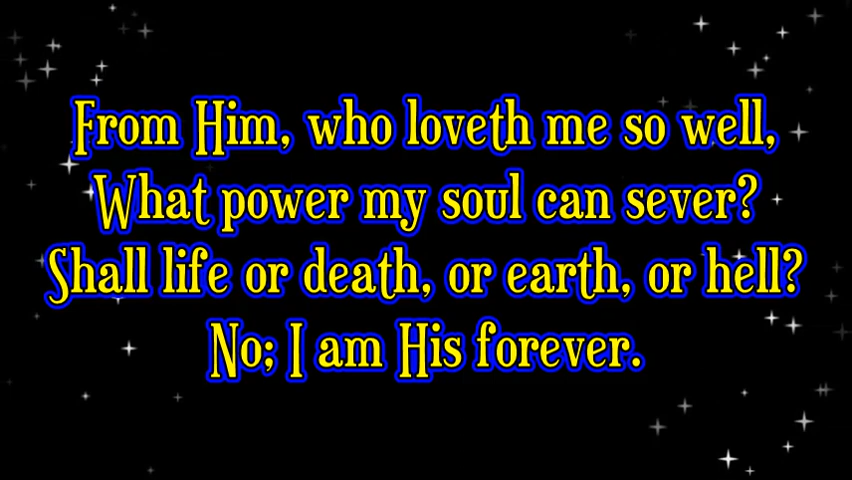 From Him, who loveth me so well,
What power my soul can sever?
Shall life or death, or earth, or hell?
No; I am His forever.